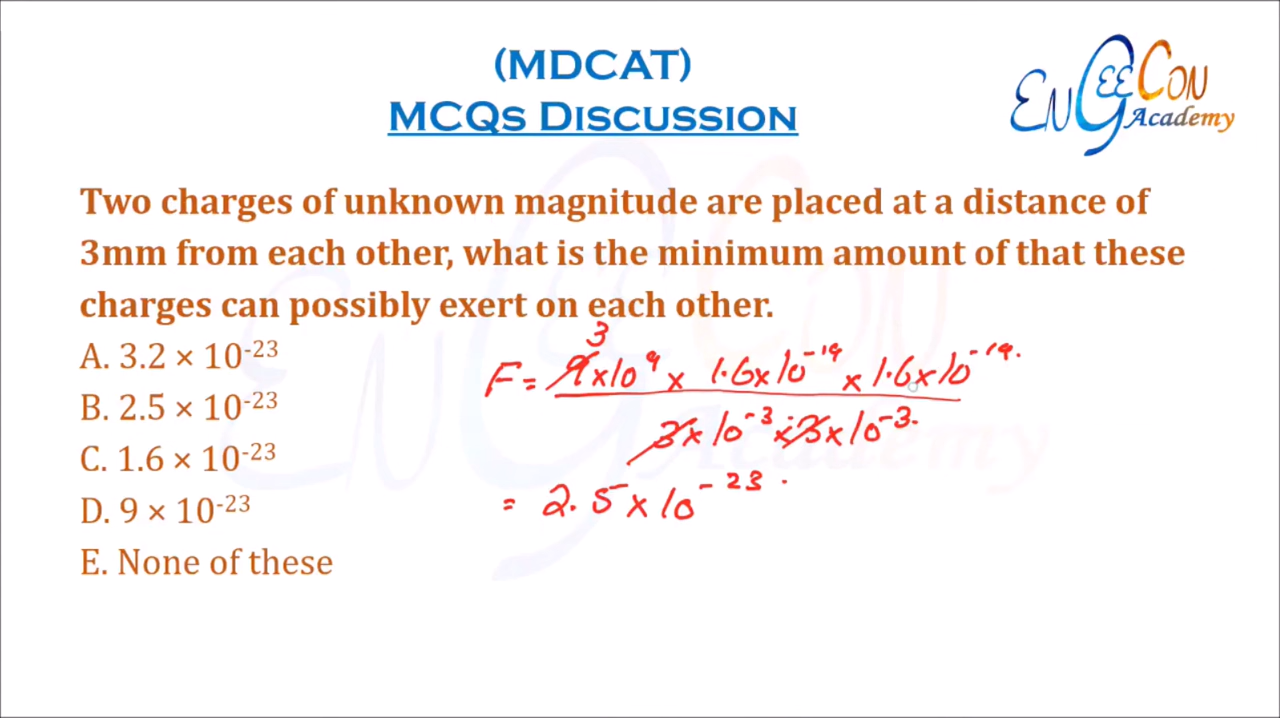 (MDCAT)
MCQs Discussion
EnGeeCon
Academy
Two charges of unknown magnitude are placed at a distance of
3mm from each other, what is the minimum amount of that these
charges can possibly exert on each other.
A. 3.2 × 10⁻²³
B. 2.5 × 10⁻²³
C. 1.6 × 10⁻²³
D. 9 × 10⁻²³
E. None of these
3
F = 9×10⁹ × 1.6×10⁻¹⁹ × 1.6×10⁻¹⁹.
3×10⁻³ × 3×10⁻³.
= 2.5×10⁻²³.